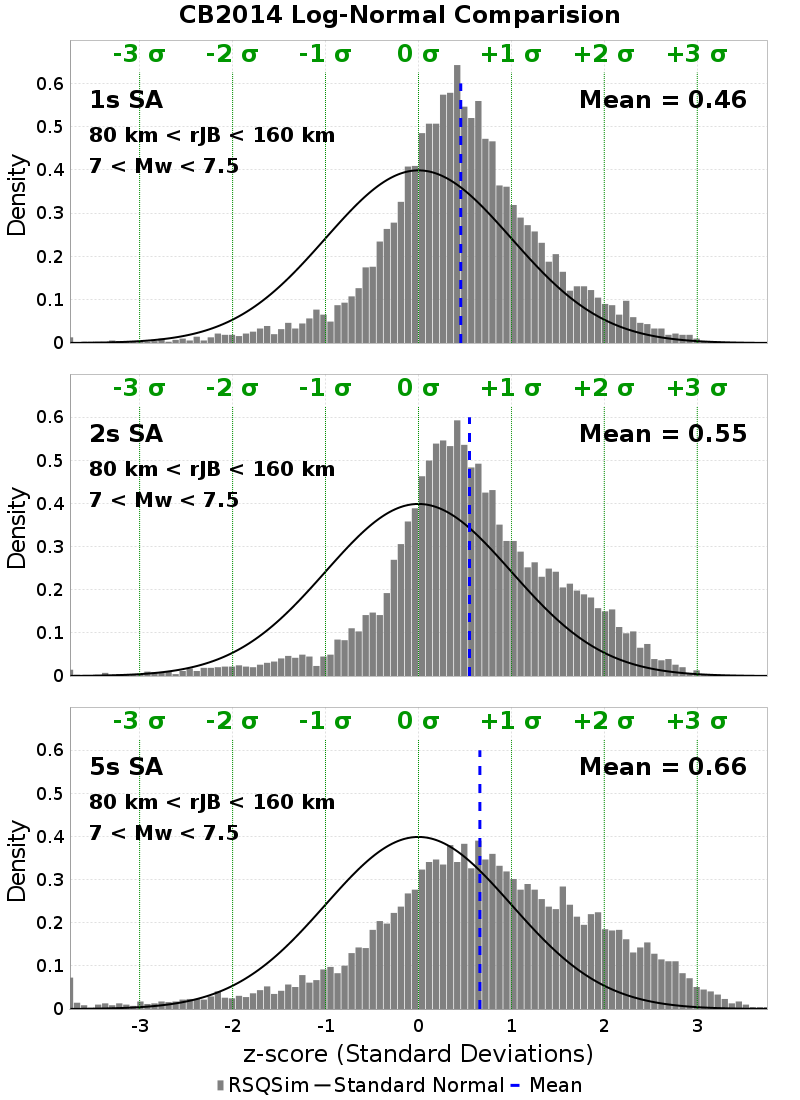 CB2014 Log-Normal Comparision
-3 σ -2 σ -1 σ 0 σ +1 σ +2 σ +3 σ
1s SA Mean = 0.46
80 km < rJB < 160 km
7 < Mw < 7.5
Density
0.6
0.5
0.4
0.3
0.2
0.1
0
-3 σ -2 σ -1 σ 0 σ +1 σ +2 σ +3 σ
2s SA Mean = 0.55
80 km < rJB < 160 km
7 < Mw < 7.5
Density
0.6
0.5
0.4
0.3
0.2
0.1
0
-3 σ -2 σ -1 σ 0 σ +1 σ +2 σ +3 σ
5s SA Mean = 0.66
80 km < rJB < 160 km
7 < Mw < 7.5
Density
0.6
0.5
0.4
0.3
0.2
0.1
0
-3 -2 -1 0 1 2 3
z-score (Standard Deviations)
RSQSim Standard Normal Mean